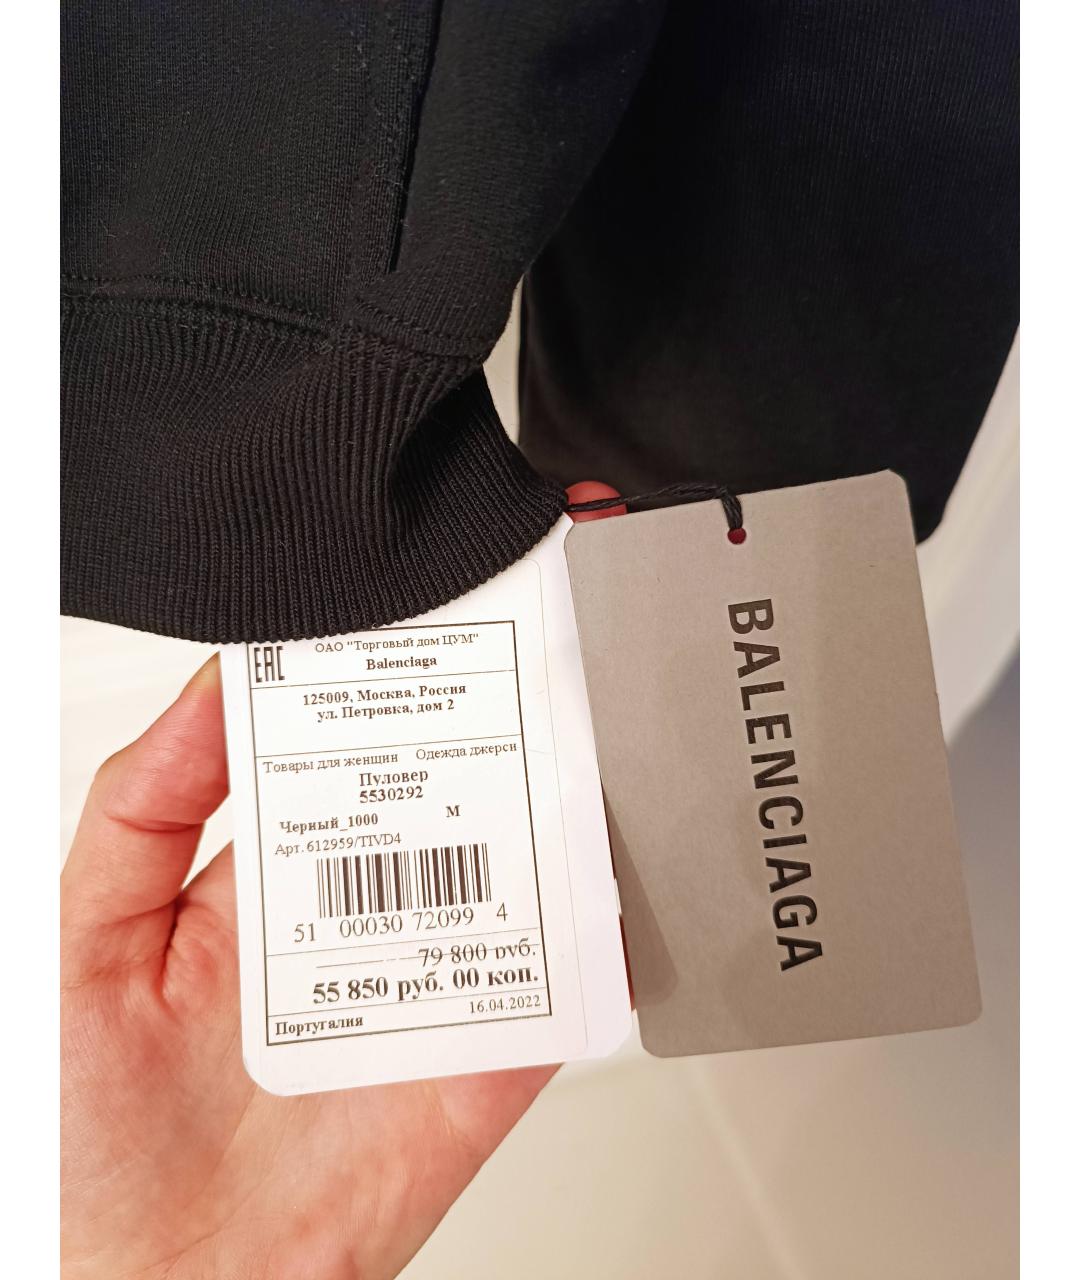 EAC
ОАО "Торговый дом ЦУМ"
Balenciaga
125009, Москва, Россия
ул. Петровка, дом 2
Товары для женщин Одежда джерси
Пуловер
5530292
Черный_1000 M
Арт. 612959/TIVD4
51 00030 72099 4
79 800 руб.
55 850 руб. 00 коп.
16.04.2022
Португалия
BALENCIAGA